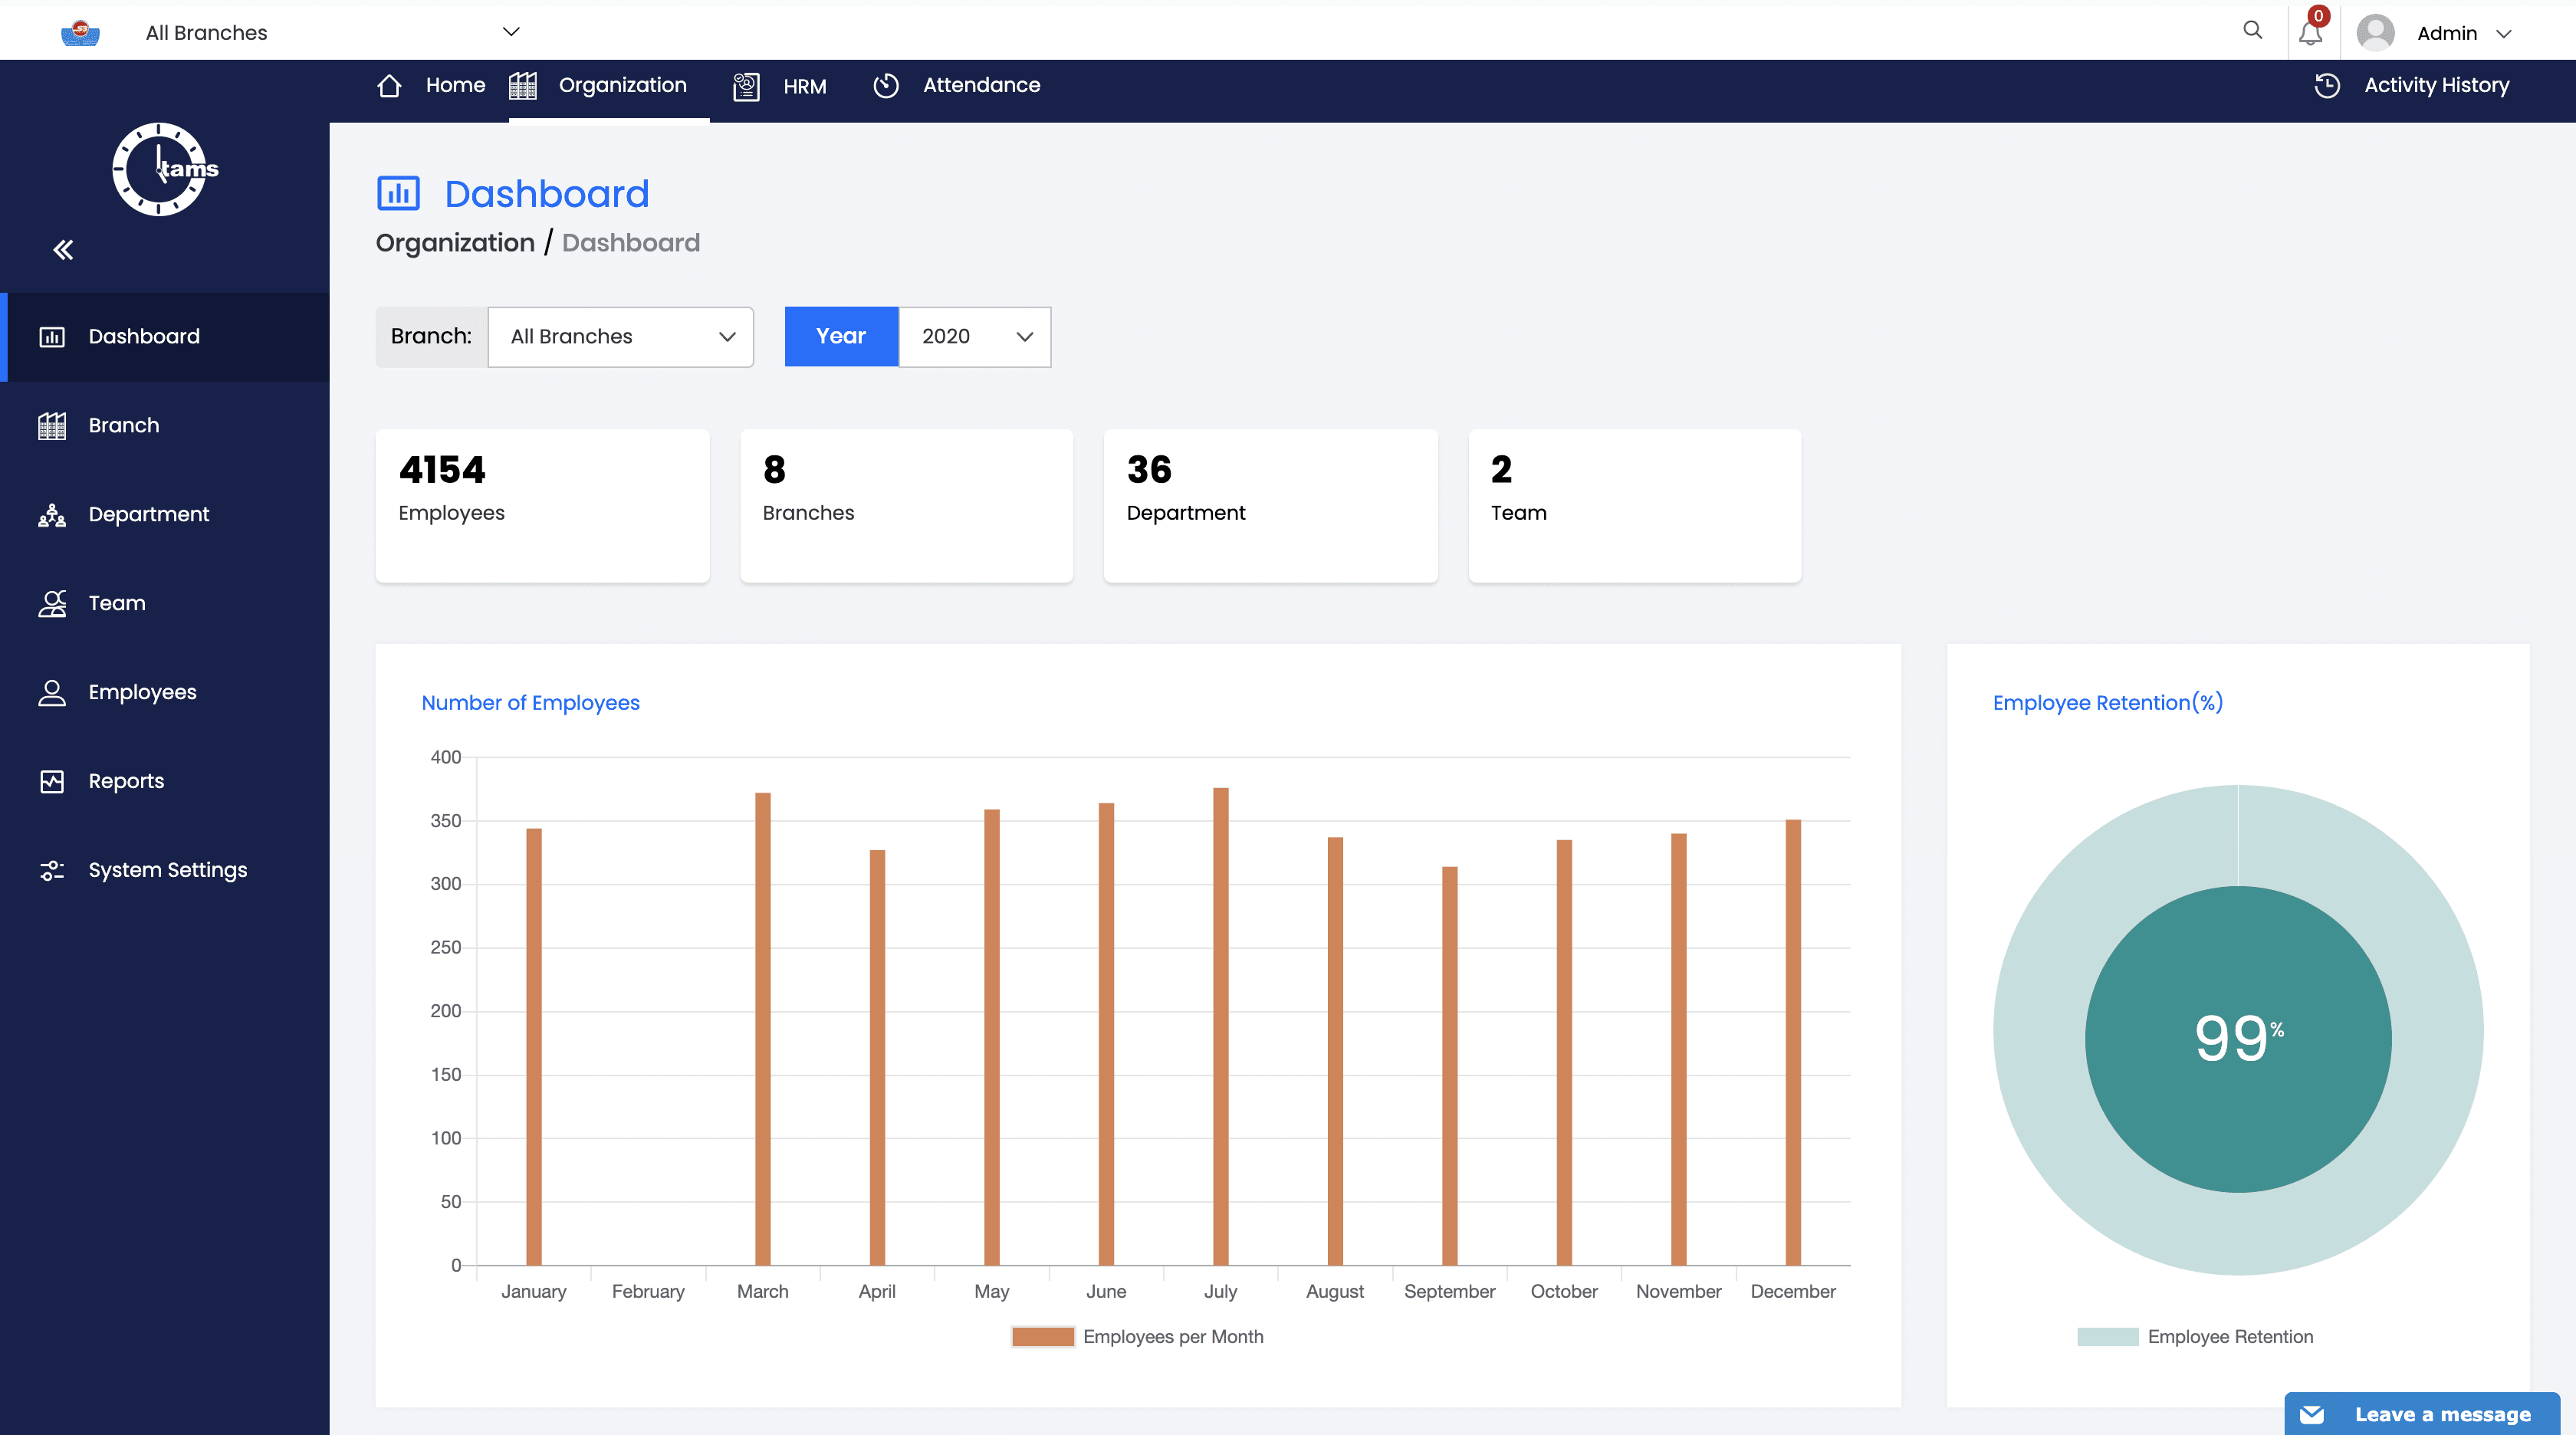 All Branches
0
Admin
Home
Organization
HRM
Attendance
Activity History
tams
Dashboard
Organization / Dashboard
Dashboard
Branch
Department
Team
Employees
Reports
System Settings
Branch:
All Branches
Year
2020
4154
Employees
8
Branches
36
Department
2
Team
Number of Employees
400
350
300
250
200
150
100
50
0
January
February
March
April
May
June
July
August
September
October
November
December
Employees per Month
Employee Retention(%)
99%
Employee Retention
Leave a message